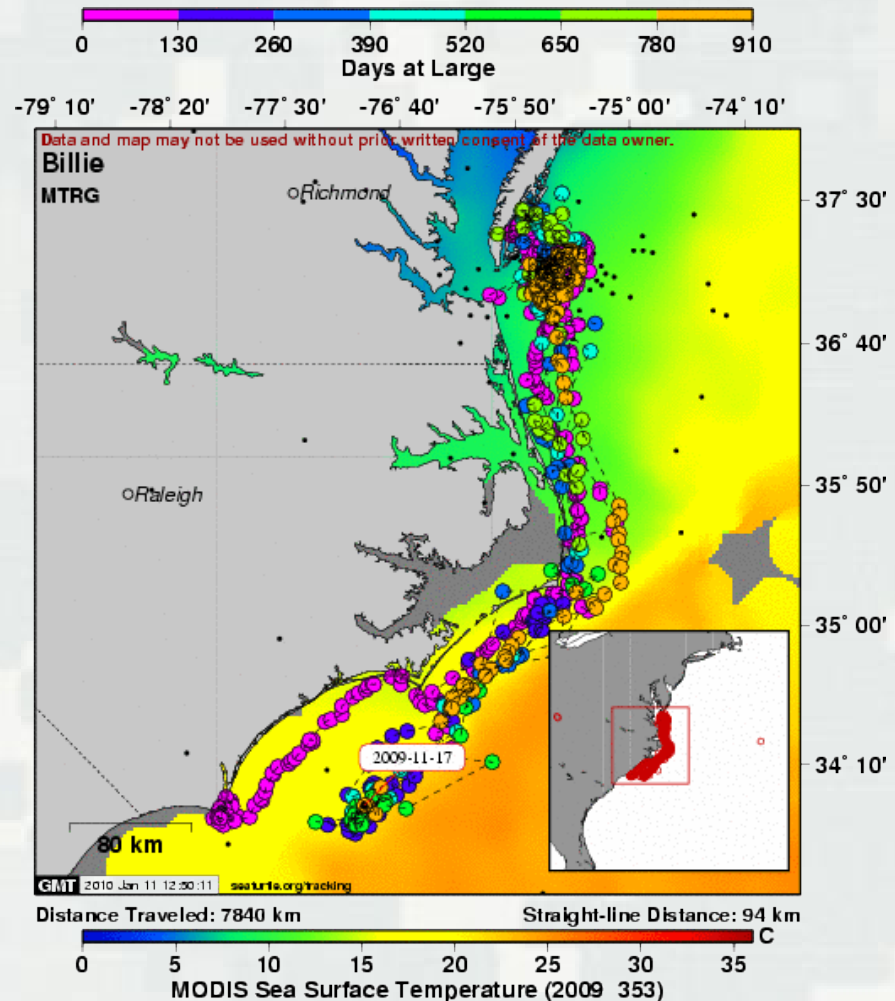 0 130 260 390 520 650 780 910
Days at Large
-79° 10' -78° 20' -77° 30' -76° 40' -75° 50' -75° 00' -74° 10'
Data and map may not be used without prior written consent of the data owner.
Billie
MTRG
Richmond
37° 30'
36° 40'
35° 50'
Raleigh
35° 00'
34° 10'
2009-11-17
80 km
GMT 2010 Jan 11 12:50:11 seaturtle.org/tracking
Distance Traveled: 7840 km Straight-line Distance: 94 km
C
0 5 10 15 20 25 30 35
MODIS Sea Surface Temperature (2009 353)